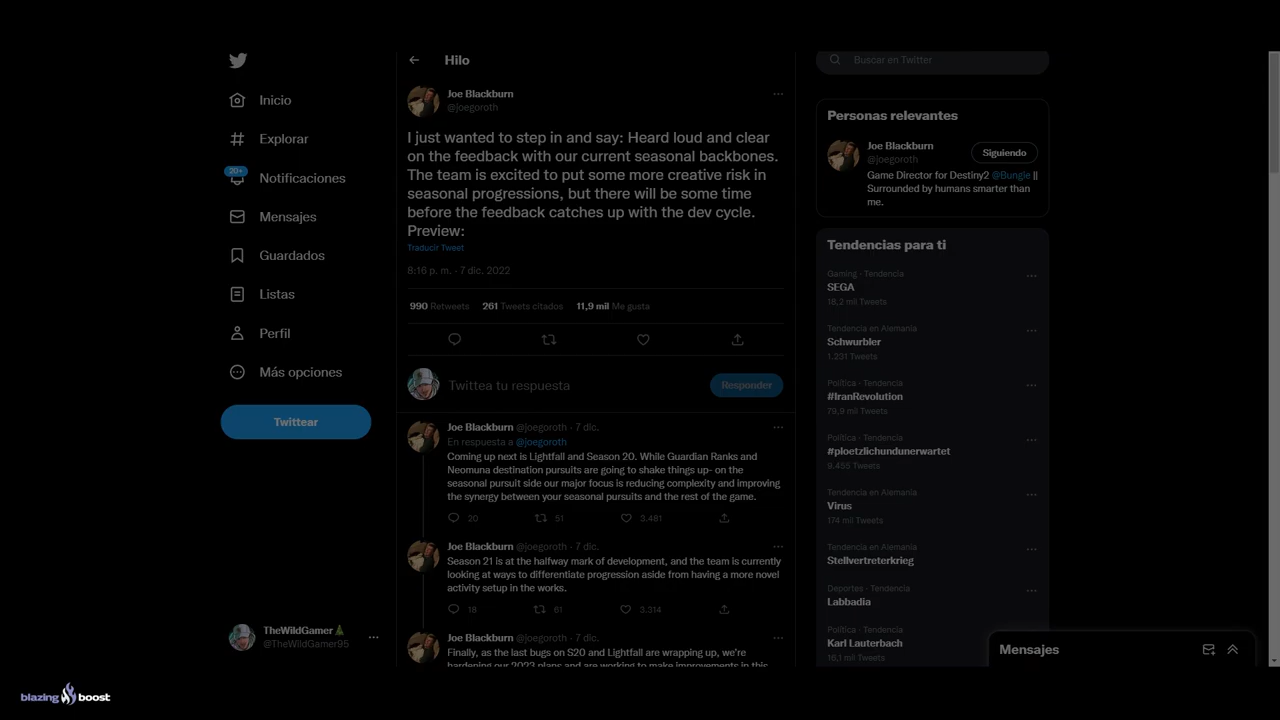 Inicio
Explorar
20+
Notificaciones
Mensajes
Guardados
Listas
Perfil
Más opciones
Twittear
TheWildGamer
@TheWildGamer95
Hilo
Joe Blackburn
@joegoroth
I just wanted to step in and say: Heard loud and clear
on the feedback with our current seasonal backbones.
The team is excited to put some more creative risk in
seasonal progressions, but there will be some time
before the feedback catches up with the dev cycle.
Preview:
Traducir Tweet
8:16 p. m. · 7 dic. 2022
990 Retweets 261 Tweets citados 11,9 mil Me gusta
Twittea tu respuesta
Responder
Joe Blackburn @joegoroth · 7 dic.
En respuesta a @joegoroth
Coming up next is Lightfall and Season 20. While Guardian Ranks and
Neomuna destination pursuits are going to shake things up- on the
seasonal pursuit side our major focus is reducing complexity and improving
the synergy between your seasonal pursuits and the rest of the game.
20 51 3.481
Joe Blackburn @joegoroth · 7 dic.
Season 21 is at the halfway mark of development, and the team is currently
looking at ways to differentiate progression aside from having a more novel
activity setup in the works.
18 61 3.314
Joe Blackburn @joegoroth · 7 dic.
Finally, as the last bugs on S20 and Lightfall are wrapping up, we're
hardening our 2023 plans and are working to make improvements in this
Buscar en Twitter
Personas relevantes
Joe Blackburn
@joegoroth
Siguiendo
Game Director for Destiny2 @Bungie ||
Surrounded by humans smarter than
me.
Tendencias para ti
Gaming · Tendencia
SEGA
18,2 mil Tweets
Tendencia en Alemania
Schwurbler
1.231 Tweets
Política · Tendencia
#IranRevolution
79,9 mil Tweets
Política · Tendencia
#ploetzlichundunerwartet
9.455 Tweets
Tendencia en Alemania
Virus
174 mil Tweets
Tendencia en Alemania
Stellvertreterkrieg
Deportes · Tendencia
Labbadia
Política · Tendencia
Karl Lauterbach
16,1 mil Tweets
Mensajes
blazing boost